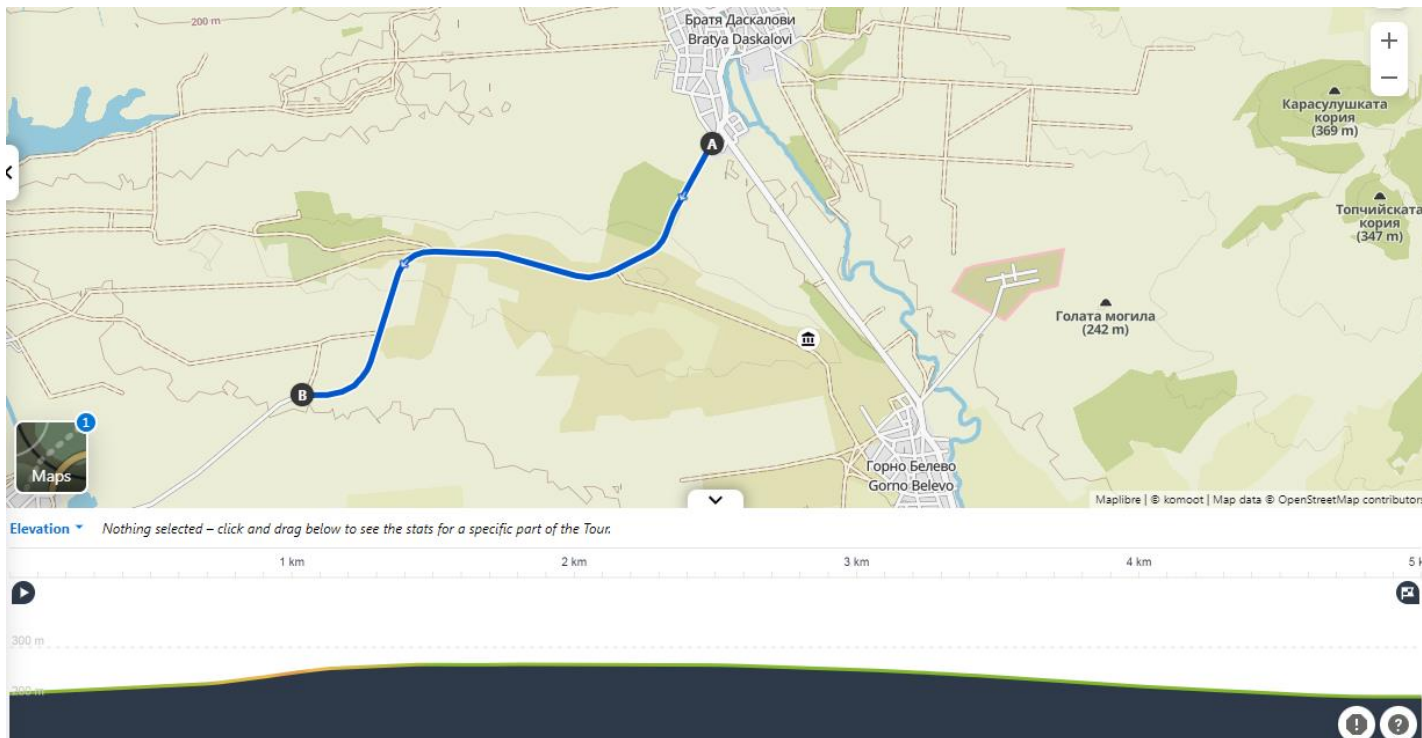 200 m
Братя Даскалови
Bratya Daskalovi
+
−
Карасулушката
кория
(369 m)
A
Топчийската
кория
(347 m)
Голата могила
(242 m)
B
1
Maps
Горно Белево
Gorno Belevo
Maplibre | © komoot | Map data © OpenStreetMap contributors
Elevation Nothing selected – click and drag below to see the stats for a specific part of the Tour.
1 km 2 km 3 km 4 km 5 k
300 m
200 m
! ?